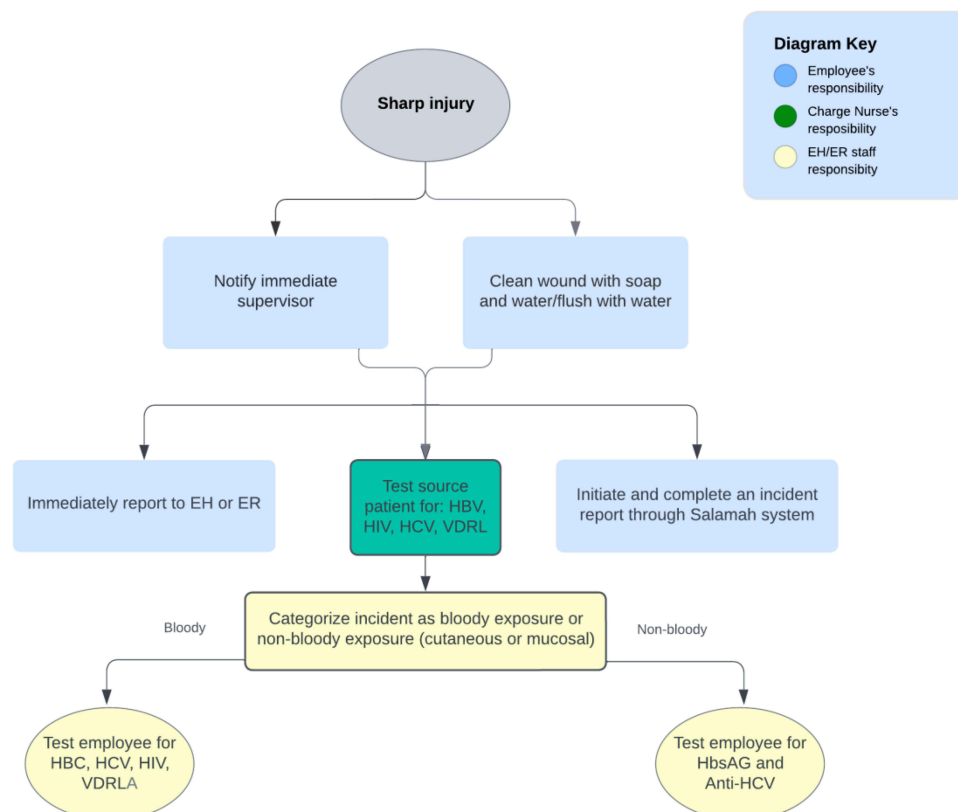 Diagram Key
Employee's
responsibility
Charge Nurse's
resposibility
EH/ER staff
responsibity
Sharp injury
Notify immediate
supervisor
Clean wound with soap
and water/flush with water
Immediately report to EH or ER
Test source
patient for: HBV,
HIV, HCV, VDRL
Initiate and complete an incident
report through Salamah system
Categorize incident as bloody exposure or
non-bloody exposure (cutaneous or mucosal)
Bloody
Non-bloody
Test employee for
HBC, HCV, HIV,
VDRLA
Test employee for
HbsAG and
Anti-HCV